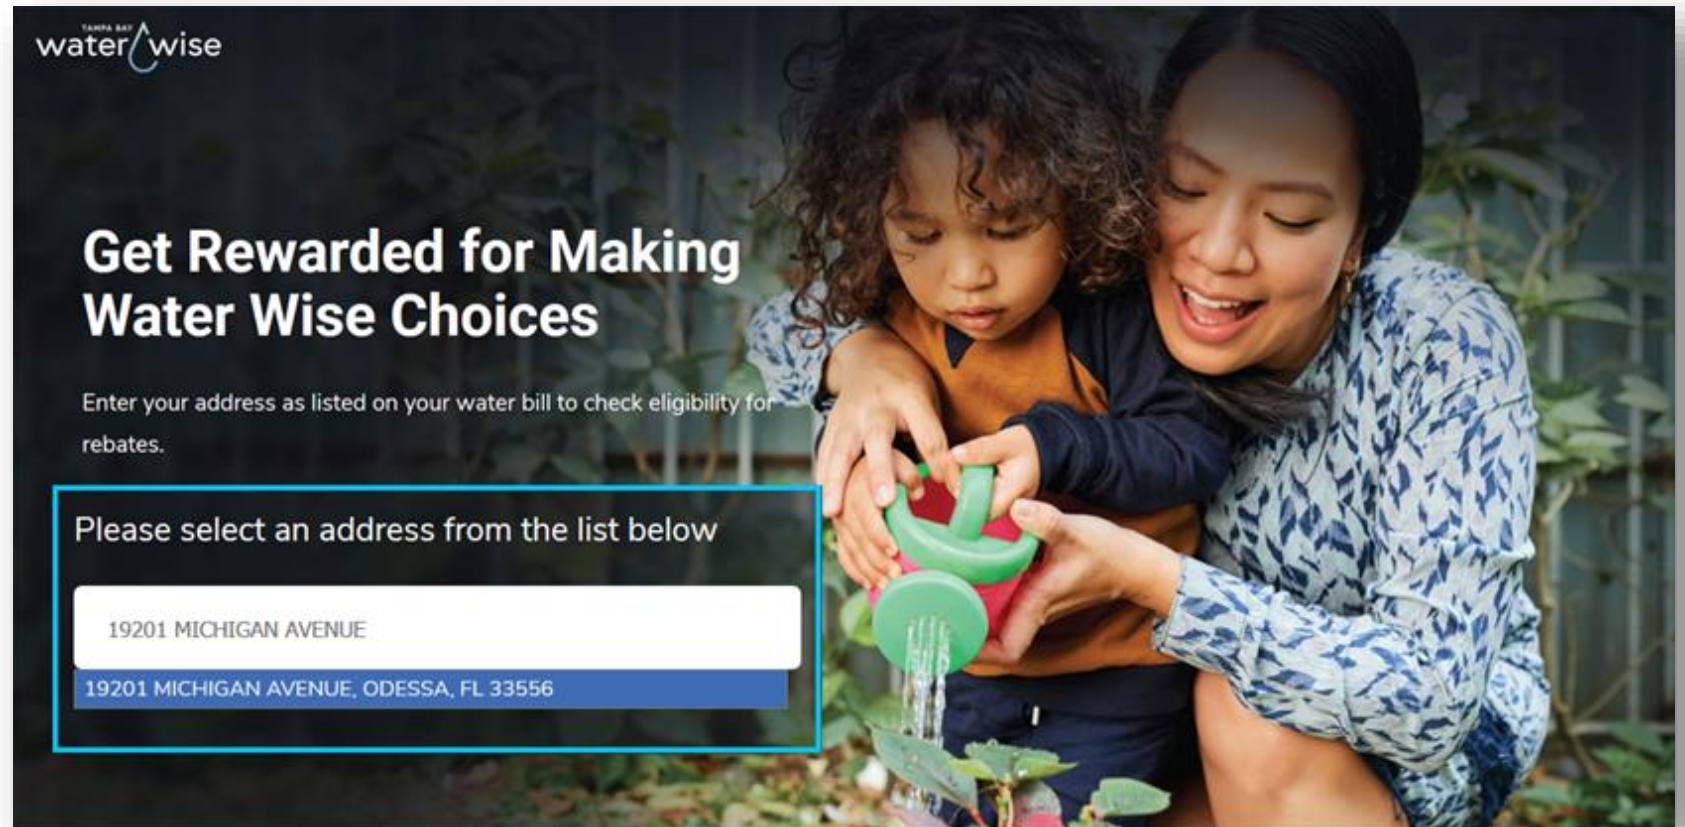 TAMPA BAY
water wise
Get Rewarded for Making
Water Wise Choices
Enter your address as listed on your water bill to check eligibility for
rebates.
Please select an address from the list below
19201 MICHIGAN AVENUE
19201 MICHIGAN AVENUE, ODESSA, FL 33556